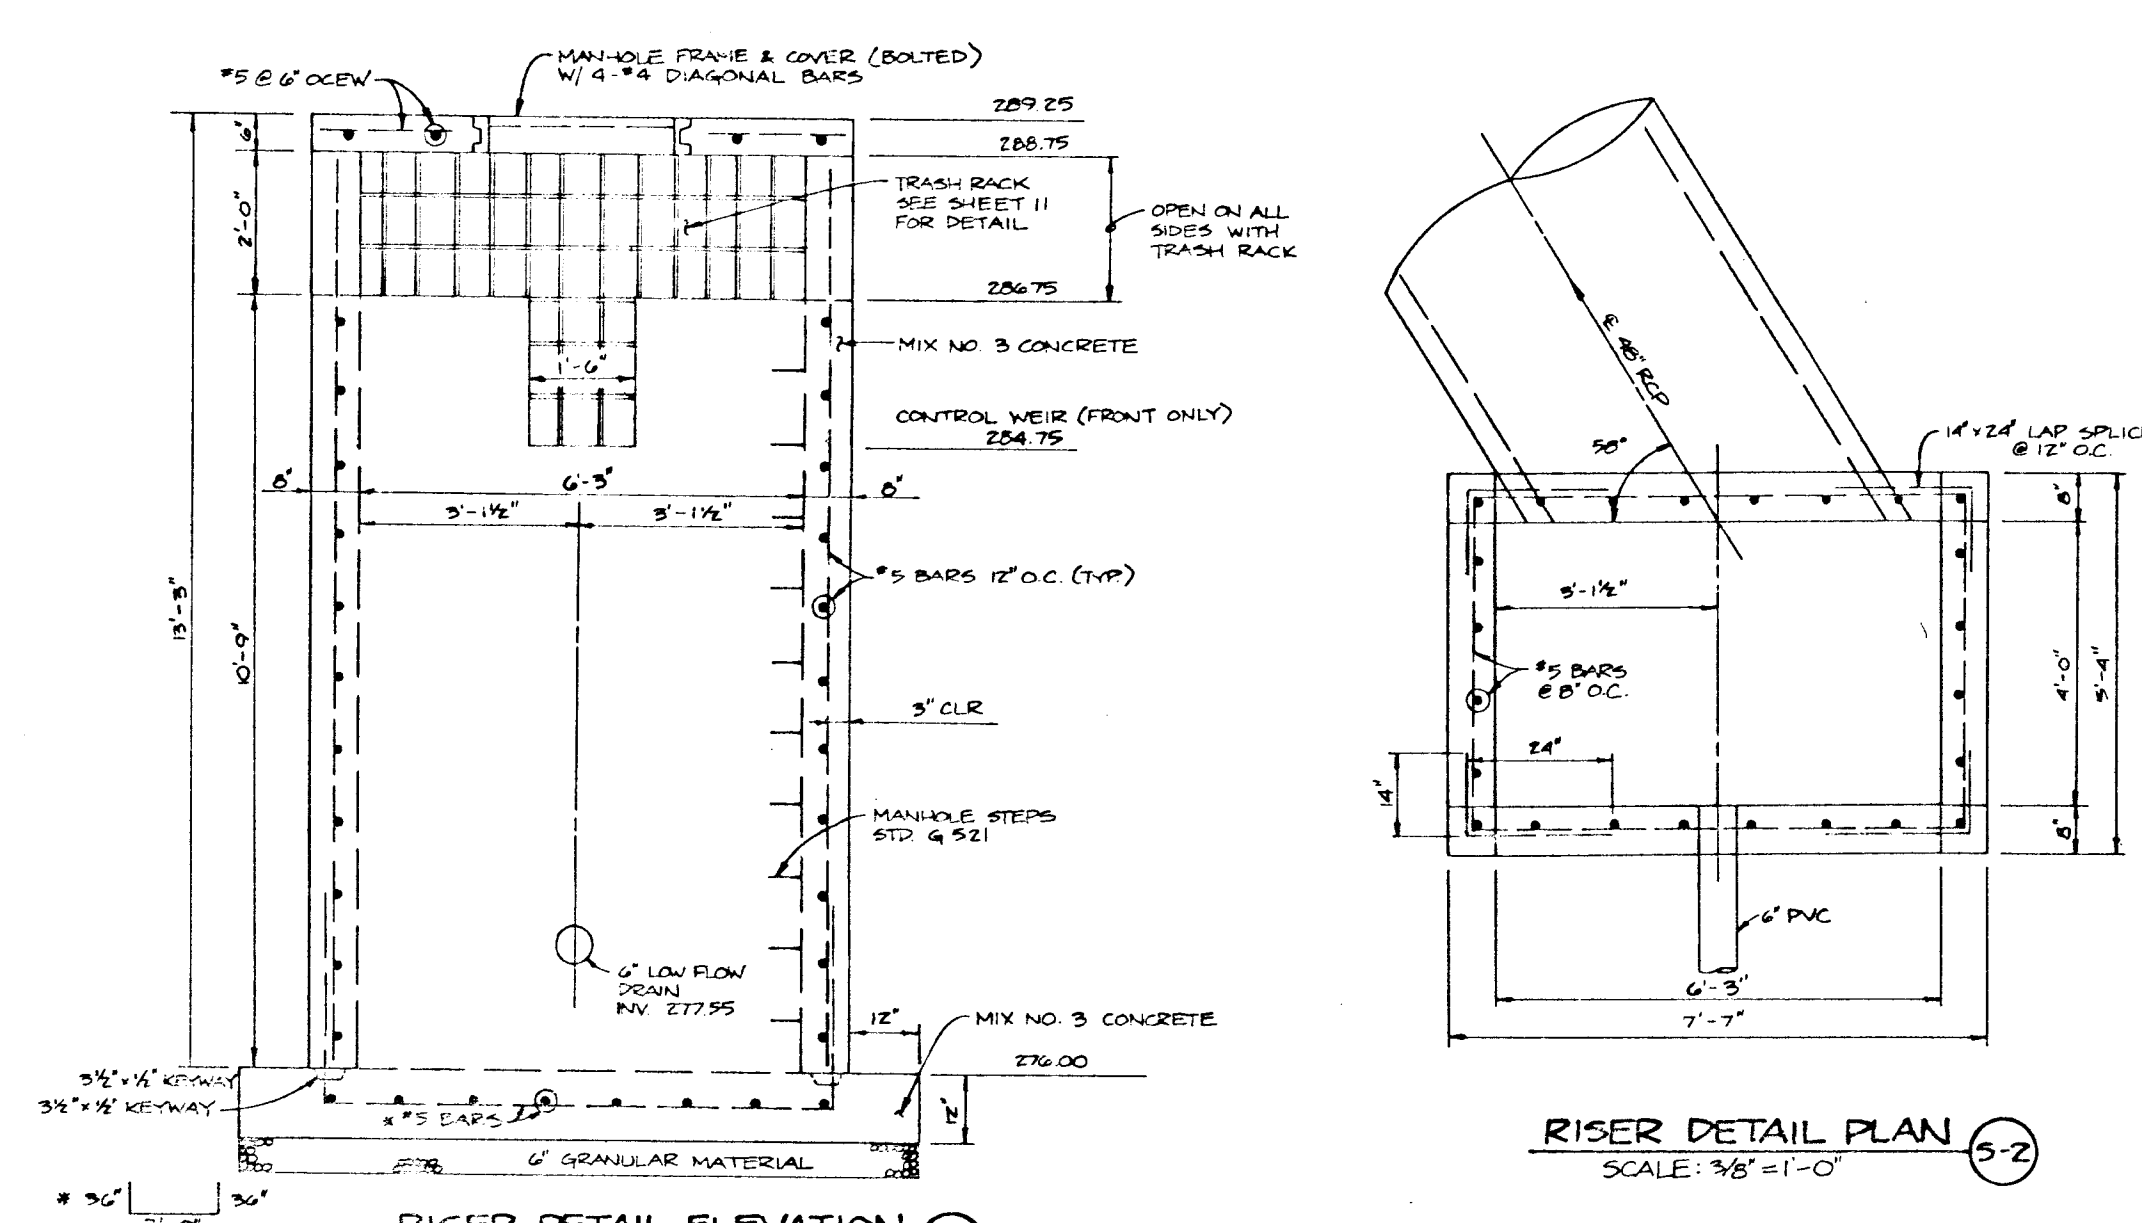 MANHOLE FRAME & COVER (BOLTED)
W/ 4-#4 DIAGONAL BARS
#5 @ 6" OCEW
289.25
288.75
6"
2'-0"
TRASH RACK
SEE SHEET 11
FOR DETAIL
OPEN ON ALL
SIDES WITH
TRASH RACK
286.75
MIX NO. 3 CONCRETE
1'-6"
CONTROL WEIR (FRONT ONLY)
284.75
8"
6'-3"
8"
3'-1½"
3'-1½"
13'-3"
10'-9"
#5 BARS 12" O.C. (TYP.)
3" CLR
MANHOLE STEPS
STD. G 521
6" LOW FLOW
DRAIN
INV. 277.55
12"
MIX NO. 3 CONCRETE
276.00
3½" x ½" KEYWAY
3½" x ½" KEYWAY
* #5 BARS
12"
6" GRANULAR MATERIAL
* 36"
36"
RISER DETAIL ELEVATION
℄ 48" RCP
58°
14" x 24" LAP SPLIC
@ 12" O.C.
8"
3'-1½"
4'-0"
5'-4"
#5 BARS
@ 8" O.C.
24"
14"
8"
6" PVC
6'-3"
7'-7"
RISER DETAIL PLAN
S-2
SCALE: 3/8" = 1'-0"